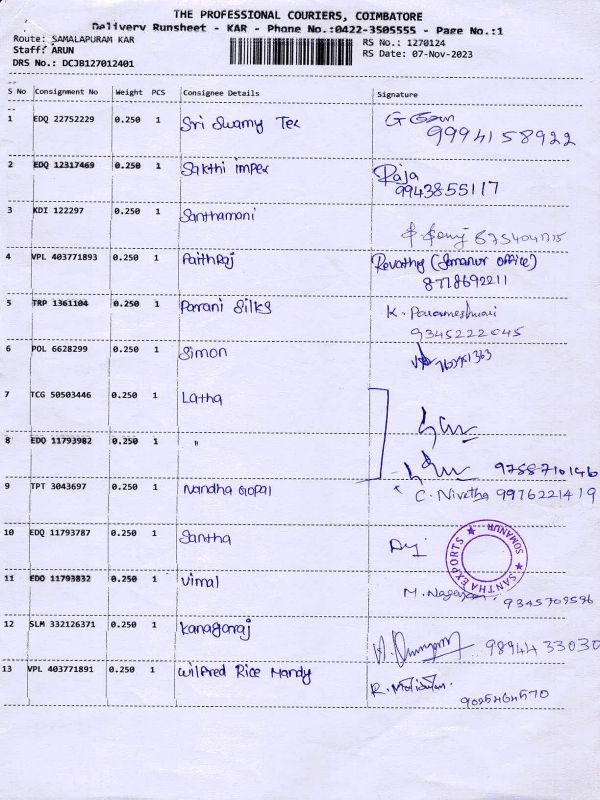 THE PROFESSIONAL COURIERS, COIMBATORE
Delivery Runsheet - KAR - Phone No.:0422-3505555 - Page No.:1
Route: SAMALAPURAM KAR
RS No.: 1270124
Staff: ARUN
RS Date: 07-Nov-2023
DRS No.: DCJB127012401
S No Consignment No Weight PCS Consignee Details Signature
1 EDQ 22752229 0.250 1 Sri Swamy Tex G
9994158922
2 EDQ 12317469 0.250 1 Sakthi impex Raja
9943855117
3 KDI 122297 0.250 1 Santhamani
4 VPL 403771893 0.250 1 PaithRaj Revathy (Somanur office)
8778692211
5 TRP 1361104 0.250 1 Parani Silks K. Parameshwari
9345222045
6 POL 6628299 0.250 1 Simon
7 TCG 50503446 0.250 1 Latha
8 EDQ 11793982 0.250 1 "
9788710146
9 TPT 3043697 0.250 1 Nandha Gopal C. Nivetha 9976221419
10 EDQ 11793787 0.250 1 Santha
SANTHA EXPORTS ★ SOMANUR ★
11 EDQ 11793832 0.250 1 Vimal M. Nagarajan
9345709596
12 SLM 332126371 0.250 1 Kanagaraj 9894433030
13 VPL 403771891 0.250 1 Wilfred Rice Mandy R.